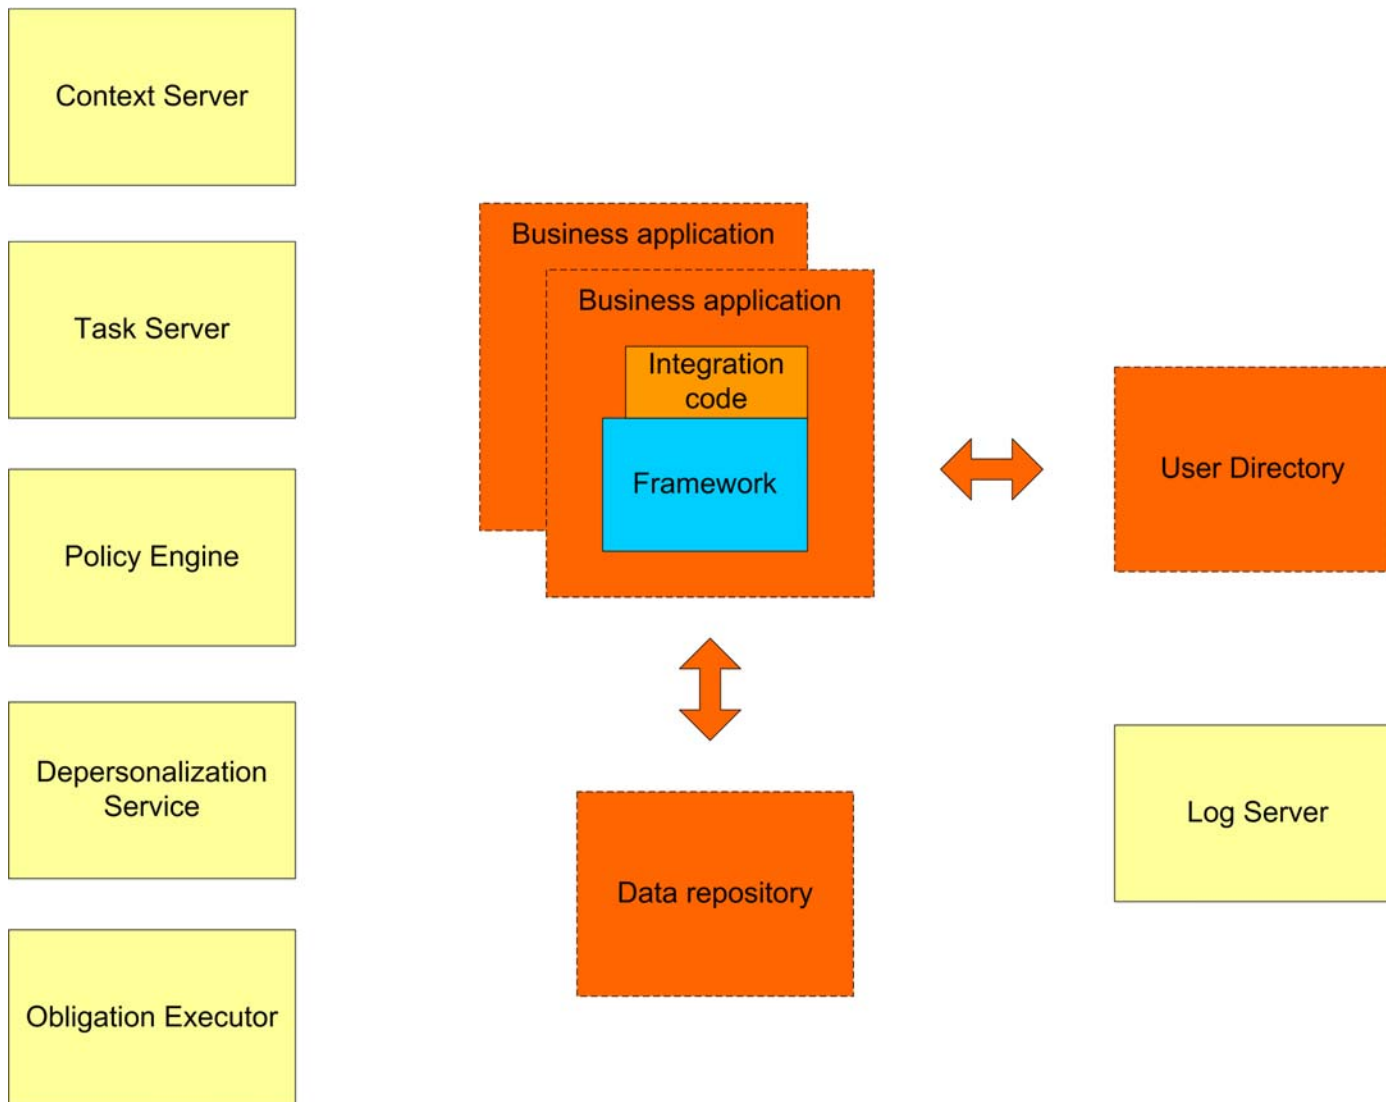 Context Server
Task Server
Policy Engine
Depersonalization
Service
Obligation Executor
Business application
Business application
Integration
code
Framework
Data repository
User Directory
Log Server